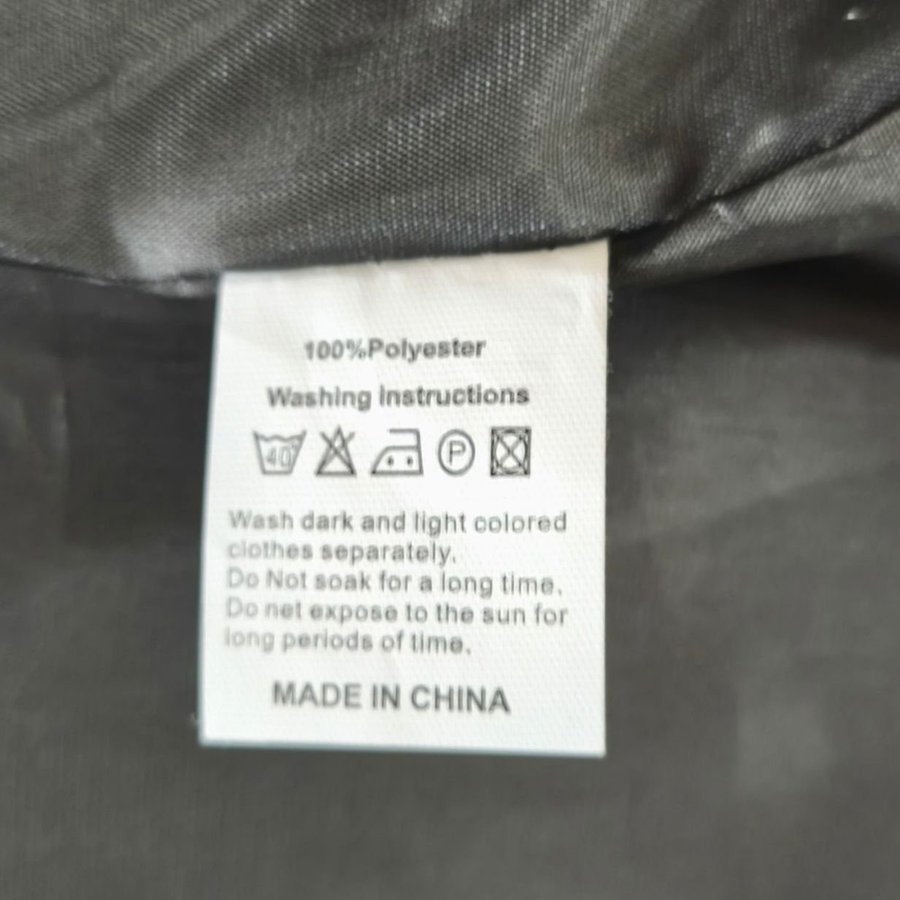 100%Polyester
Washing instructions
40 P
Wash dark and light colored
clothes separately.
Do Not soak for a long time.
Do net expose to the sun for
long periods of time.
MADE IN CHINA